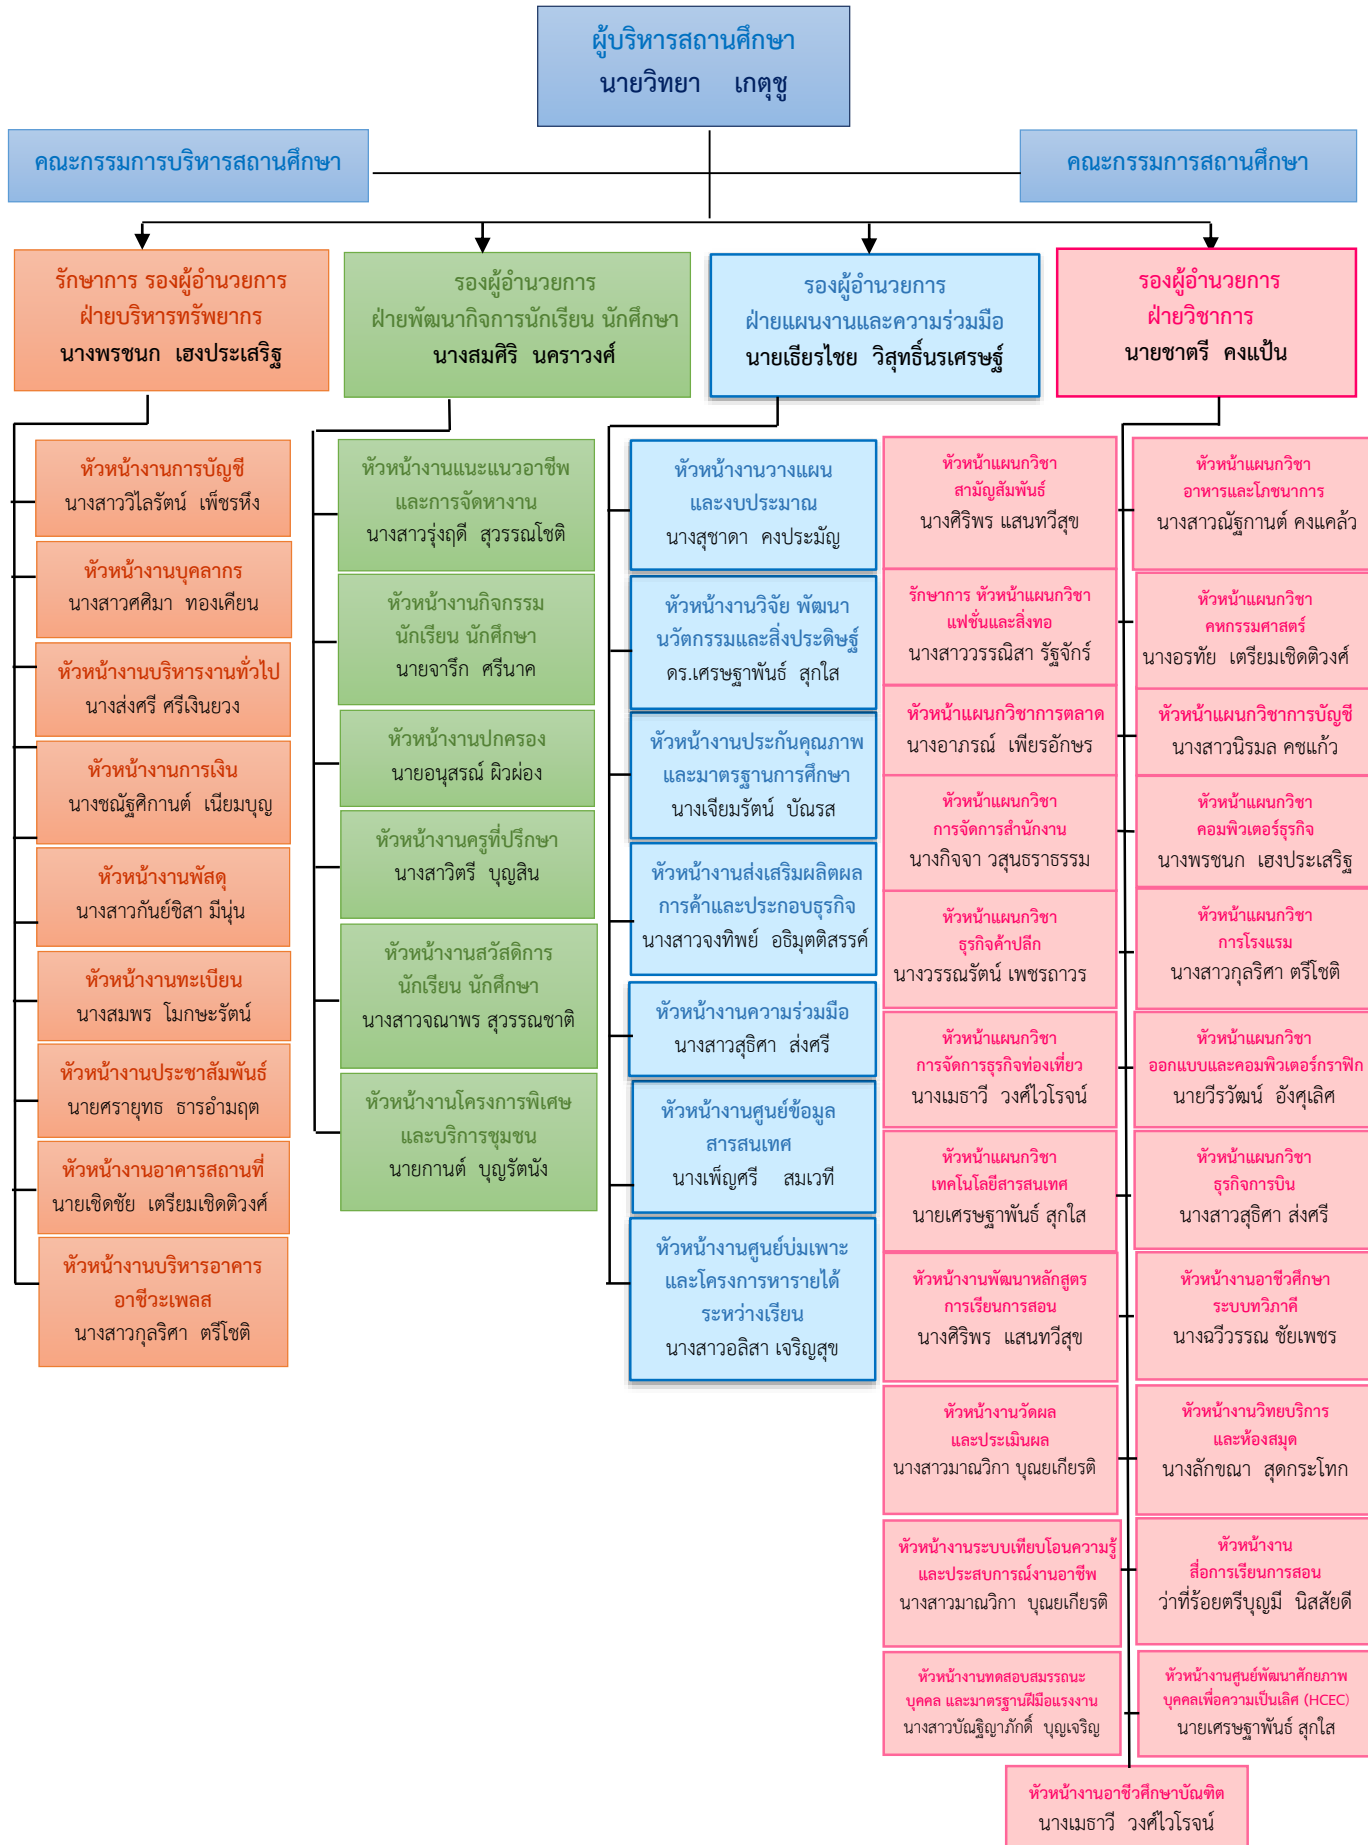 ผู้บริหารสถานศึกษา
นายวิทยา เกตุชู
คณะกรรมการบริหารสถานศึกษา
คณะกรรมการสถานศึกษา
รักษาการ รองผู้อำนวยการ
ฝ่ายบริหารทรัพยากร
นางพรชนก เฮงประเสริฐ
รองผู้อำนวยการ
ฝ่ายพัฒนากิจการนักเรียน นักศึกษา
นางสมศิริ นคราวงศ์
รองผู้อำนวยการ
ฝ่ายแผนงานและความร่วมมือ
นายเธียรไชย วิสุทธิ์นรเศรษฐ์
รองผู้อำนวยการ
ฝ่ายวิชาการ
นายชาตรี คงแป้น
หัวหน้างานการบัญชี
นางสาววิไลรัตน์ เพ็ชรหึง
หัวหน้างานบุคลากร
นางสาวศศิมา ทองเคียน
หัวหน้างานบริหารงานทั่วไป
นางส่งศรี ศรีเงินยวง
หัวหน้างานการเงิน
นางชณัฐศิกานต์ เนียมบุญ
หัวหน้างานพัสดุ
นางสาวกันย์ชิสา มีนุ่น
หัวหน้างานทะเบียน
นางสมพร โมกษะรัตน์
หัวหน้างานประชาสัมพันธ์
นายศรายุทธ ธารอำมฤต
หัวหน้างานอาคารสถานที่
นายเชิดชัย เตรียมเชิดติวงศ์
หัวหน้างานบริหารอาคาร
อาชีวะเพลส
นางสาวกุลริศา ตรีโชติ
หัวหน้างานแนะแนวอาชีพ
และการจัดหางาน
นางสาวรุ่งฤดี สุวรรณโชติ
หัวหน้างานกิจกรรม
นักเรียน นักศึกษา
นายจารึก ศรีนาค
หัวหน้างานปกครอง
นายอนุสรณ์ ผิวผ่อง
หัวหน้างานครูที่ปรึกษา
นางสาวิตรี บุญสิน
หัวหน้างานสวัสดิการ
นักเรียน นักศึกษา
นางสาวจณาพร สุวรรณชาติ
หัวหน้างานโครงการพิเศษ
และบริการชุมชน
นายกานต์ บุญรัตนัง
หัวหน้างานวางแผน
และงบประมาณ
นางสุชาดา คงประมัญ
หัวหน้างานวิจัย พัฒนา
นวัตกรรมและสิ่งประดิษฐ์
ดร.เศรษฐาพันธ์ สุกใส
หัวหน้างานประกันคุณภาพ
และมาตรฐานการศึกษา
นางเจียมรัตน์ บัณรส
หัวหน้างานส่งเสริมผลิตผล
การค้าและประกอบธุรกิจ
นางสาวจงทิพย์ อธิมุตติสรรค์
หัวหน้างานความร่วมมือ
นางสาวสุธิศา ส่งศรี
หัวหน้างานศูนย์ข้อมูล
สารสนเทศ
นางเพ็ญศรี สมเวที
หัวหน้างานศูนย์บ่มเพาะ
และโครงการหารายได้
ระหว่างเรียน
นางสาวอลิสา เจริญสุข
หัวหน้าแผนกวิชา
สามัญสัมพันธ์
นางศิริพร แสนทวีสุข
หัวหน้าแผนกวิชา
อาหารและโภชนาการ
นางสาวณัฐกานต์ คงแคล้ว
รักษาการ หัวหน้าแผนกวิชา
แฟชั่นและสิ่งทอ
นางสาววรรณิสา รัฐจักร์
หัวหน้าแผนกวิชา
คหกรรมศาสตร์
นางอรทัย เตรียมเชิดติวงศ์
หัวหน้าแผนกวิชาการตลาด
นางอาภรณ์ เพียรอักษร
หัวหน้าแผนกวิชาการบัญชี
นางสาวนิรมล คชแก้ว
หัวหน้าแผนกวิชา
การจัดการสำนักงาน
นางกิจจา วสุนธราธรรม
หัวหน้าแผนกวิชา
คอมพิวเตอร์ธุรกิจ
นางพรชนก เฮงประเสริฐ
หัวหน้าแผนกวิชา
ธุรกิจค้าปลีก
นางวรรณรัตน์ เพชรถาวร
หัวหน้าแผนกวิชา
การโรงแรม
นางสาวกุลริศา ตรีโชติ
หัวหน้าแผนกวิชา
การจัดการธุรกิจท่องเที่ยว
นางเมธาวี วงศ์ไวโรจน์
หัวหน้าแผนกวิชา
ออกแบบและคอมพิวเตอร์กราฟิก
นายวีรวัฒน์ อังศุเลิศ
หัวหน้าแผนกวิชา
เทคโนโลยีสารสนเทศ
นายเศรษฐาพันธ์ สุกใส
หัวหน้าแผนกวิชา
ธุรกิจการบิน
นางสาวสุธิศา ส่งศรี
หัวหน้างานพัฒนาหลักสูตร
การเรียนการสอน
นางศิริพร แสนทวีสุข
หัวหน้างานอาชีวศึกษา
ระบบทวิภาคี
นางฉวีวรรณ ชัยเพชร
หัวหน้างานวัดผล
และประเมินผล
นางสาวมาณวิกา บุณยเกียรติ
หัวหน้างานวิทยบริการ
และห้องสมุด
นางลักขณา สุดกระโทก
หัวหน้างานระบบเทียบโอนความรู้
และประสบการณ์งานอาชีพ
นางสาวมาณวิกา บุณยเกียรติ
หัวหน้างาน
สื่อการเรียนการสอน
ว่าที่ร้อยตรีบุญมี นิสสัยดี
หัวหน้างานทดสอบสมรรถนะ
บุคคล และมาตรฐานฝีมือแรงงาน
นางสาวบัณฐิญาภักดิ์ บุญเจริญ
หัวหน้างานศูนย์พัฒนาศักยภาพ
บุคคลเพื่อความเป็นเลิศ (HCEC)
นายเศรษฐาพันธ์ สุกใส
หัวหน้างานอาชีวศึกษาบัณฑิต
นางเมธาวี วงศ์ไวโรจน์